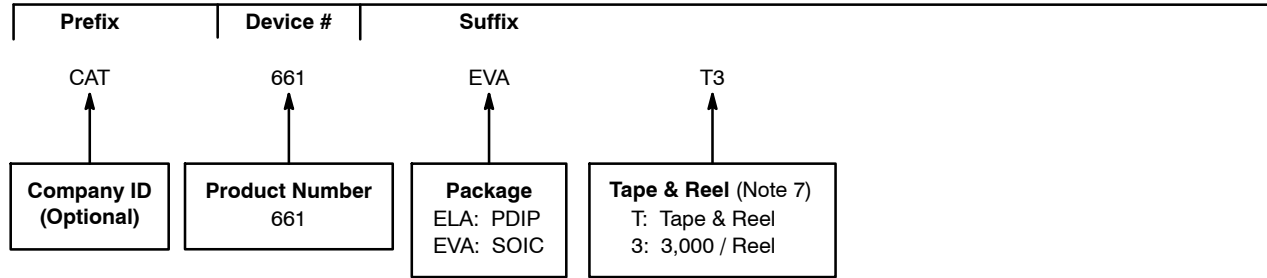 Prefix Device # Suffix
CAT 661 EVA T3
Company ID
(Optional)
Product Number
661
Package
ELA: PDIP
EVA: SOIC
Tape & Reel (Note 7)
T: Tape & Reel
3: 3,000 / Reel